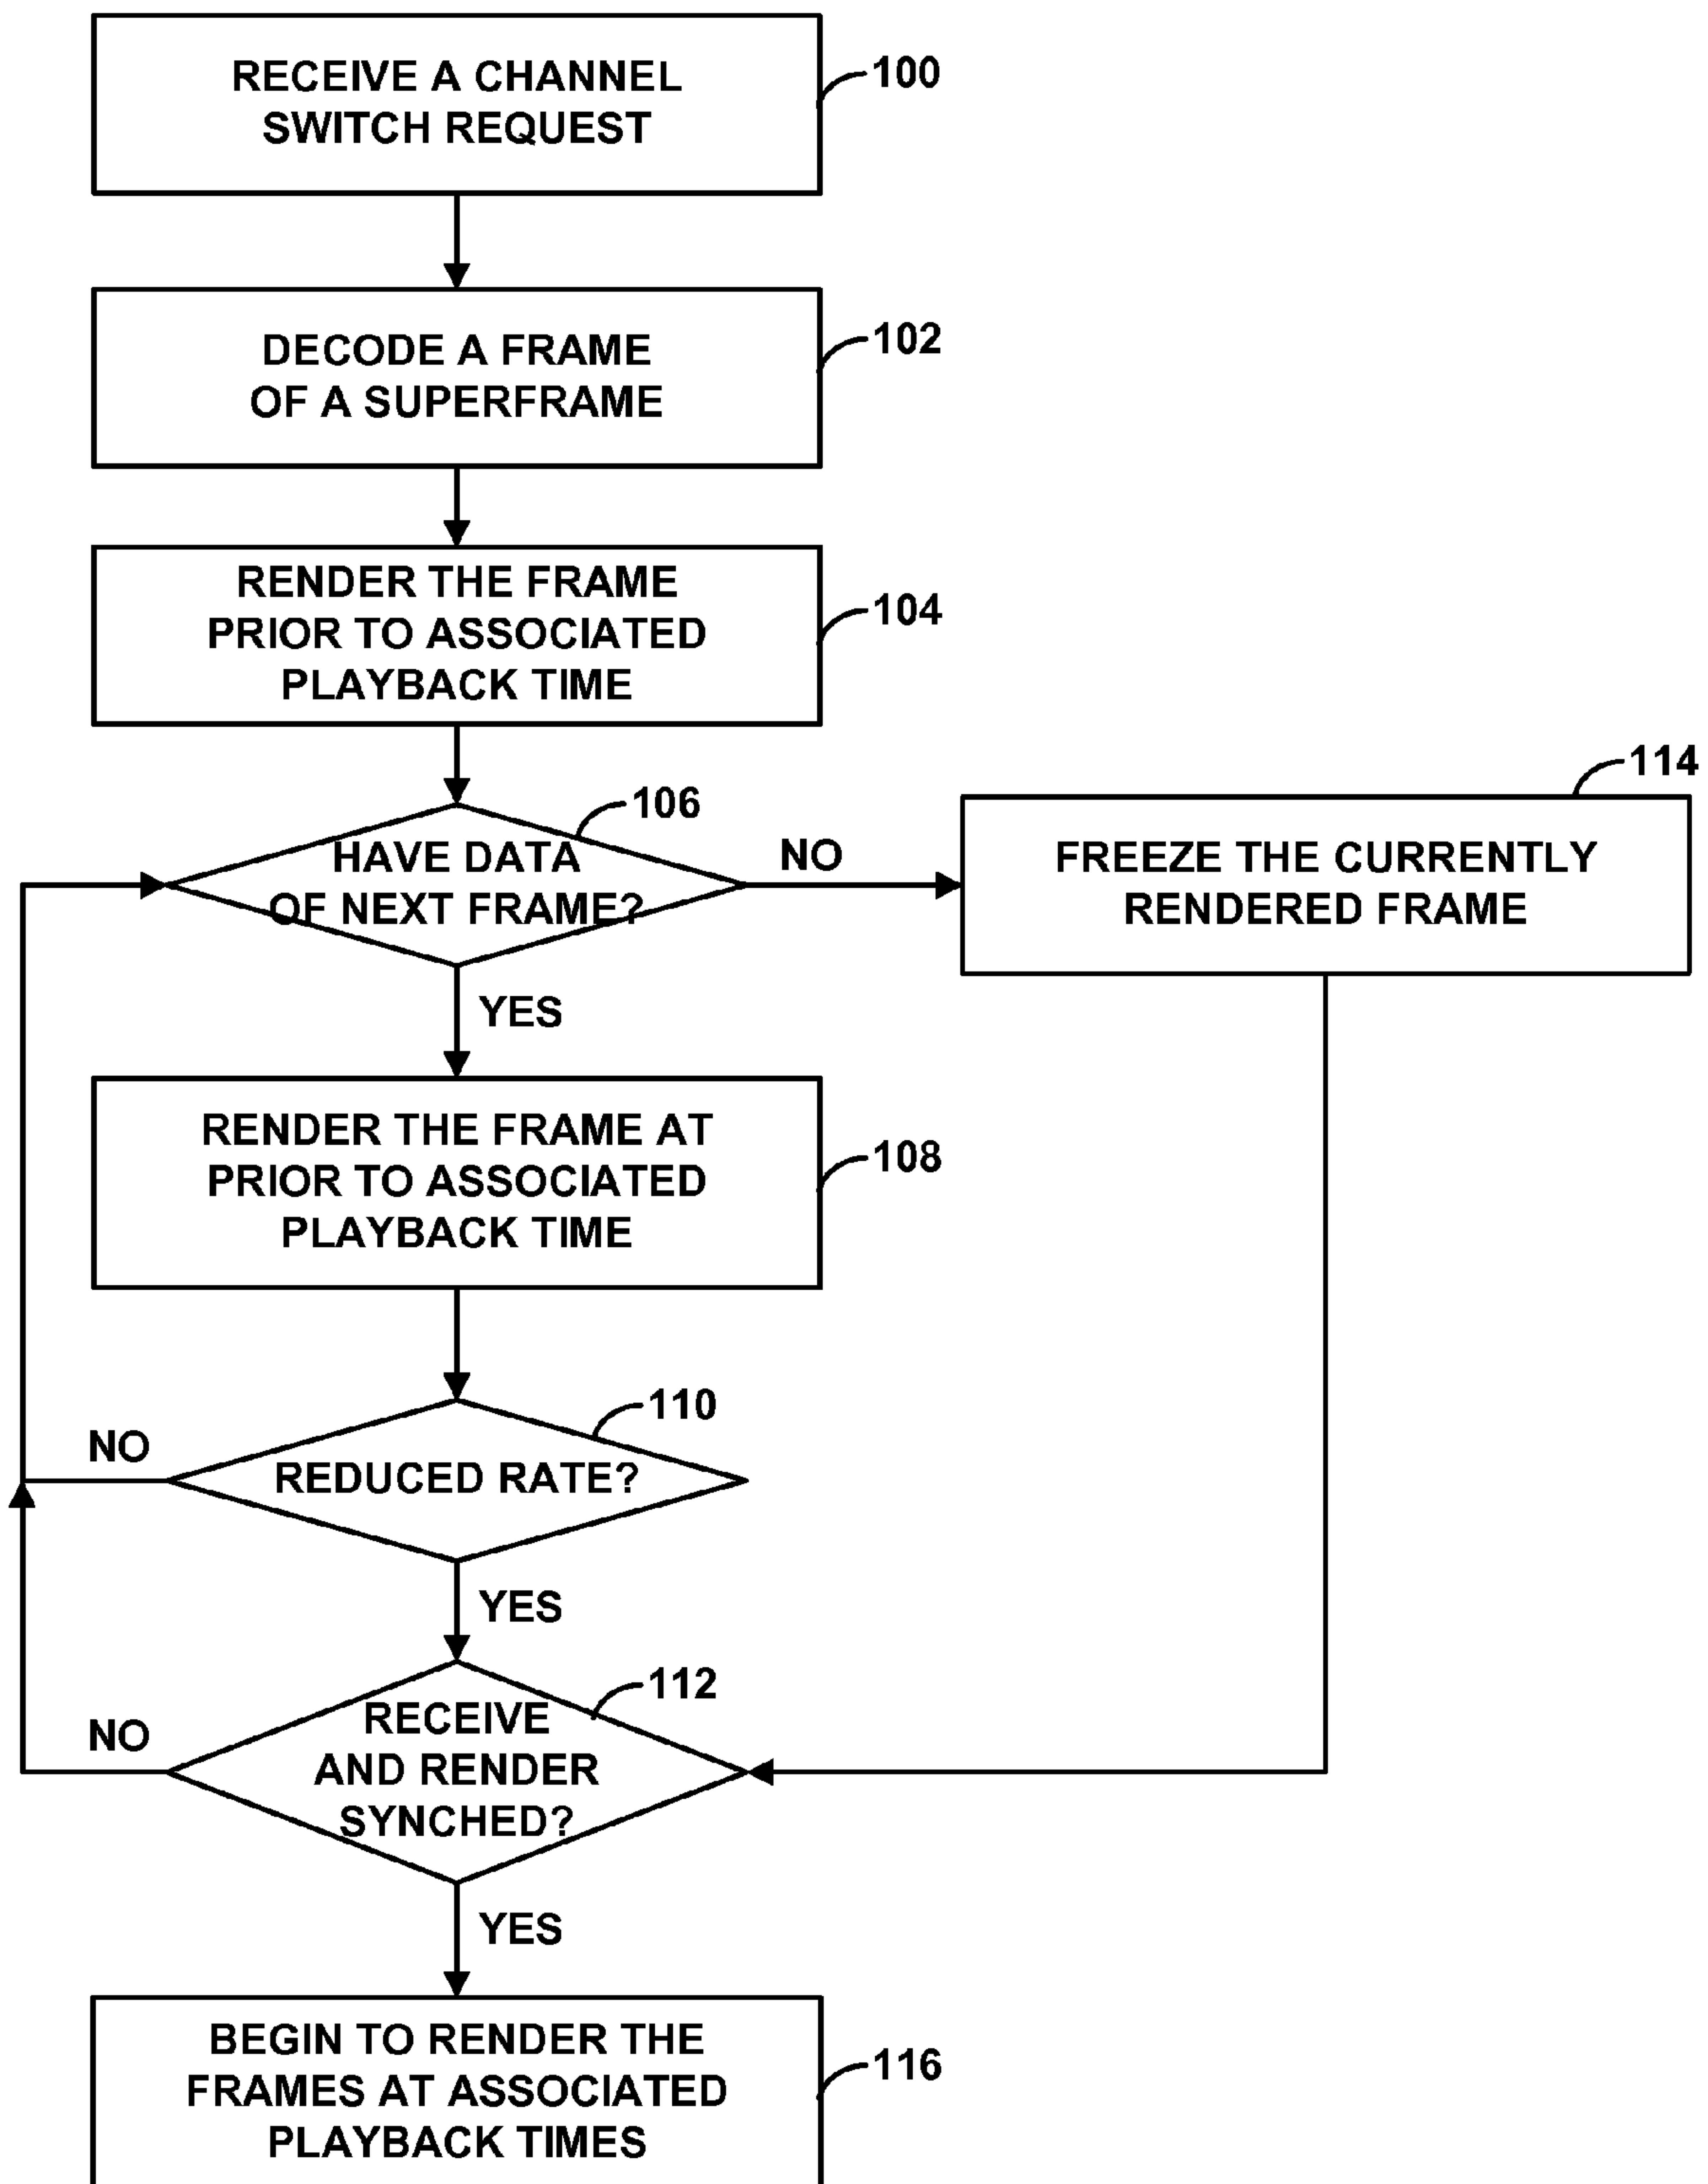 RECEIVE A CHANNEL
SWITCH REQUEST
100
DECODE A FRAME
OF A SUPERFRAME
102
RENDER THE FRAME
PRIOR TO ASSOCIATED
PLAYBACK TIME
104
HAVE DATA
OF NEXT FRAME?
106
NO
FREEZE THE CURRENTLY
RENDERED FRAME
114
YES
RENDER THE FRAME AT
PRIOR TO ASSOCIATED
PLAYBACK TIME
108
REDUCED RATE?
110
NO
YES
RECEIVE
AND RENDER
SYNCHED?
112
NO
YES
BEGIN TO RENDER THE
FRAMES AT ASSOCIATED
PLAYBACK TIMES
116